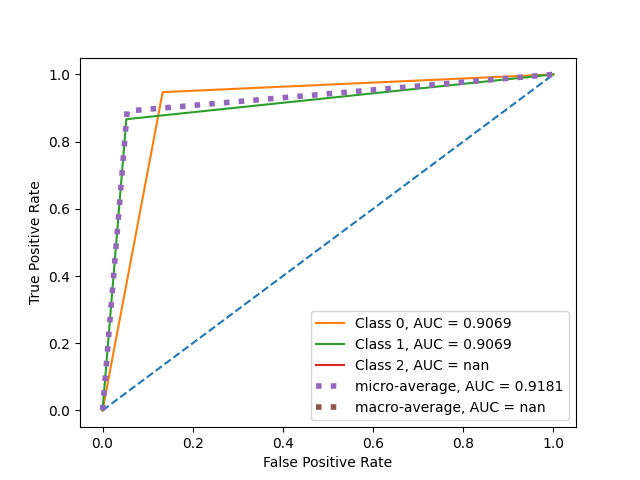 1.0
0.8
0.6
0.4
0.2
0.0
True Positive Rate
Class 0, AUC = 0.9069
Class 1, AUC = 0.9069
Class 2, AUC = nan
micro-average, AUC = 0.9181
macro-average, AUC = nan
0.0 0.2 0.4 0.6 0.8 1.0
False Positive Rate